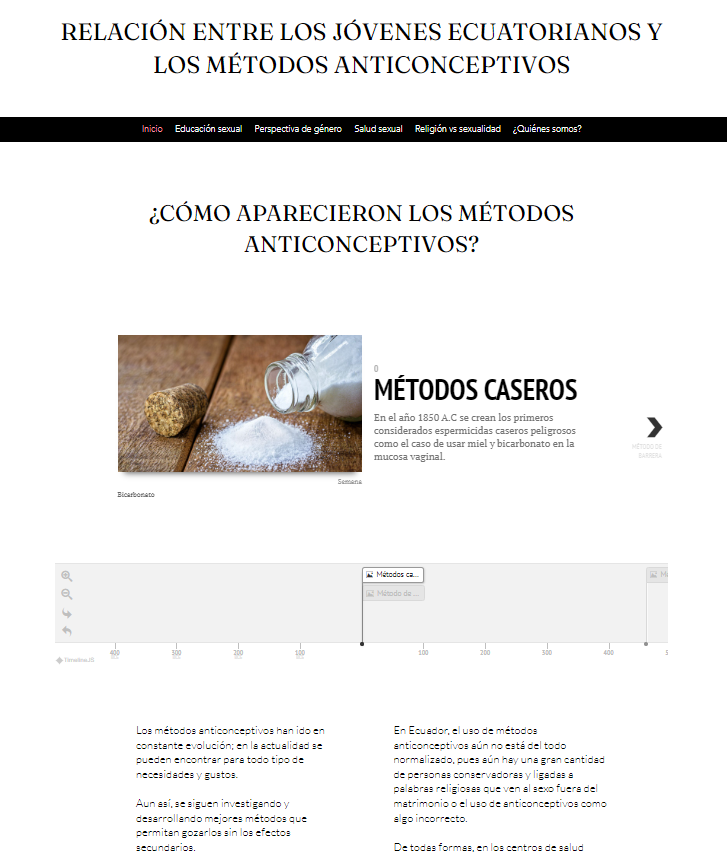 RELACIÓN ENTRE LOS JÓVENES ECUATORIANOS Y
LOS MÉTODOS ANTICONCEPTIVOS
Inicio Educación sexual Perspectiva de género Salud sexual Religión vs sexualidad ¿Quiénes somos?
¿CÓMO APARECIERON LOS MÉTODOS
ANTICONCEPTIVOS?
0
MÉTODOS CASEROS
En el año 1850 A.C se crean los primeros
considerados espermicidas caseros peligrosos
como el caso de usar miel y bicarbonato en la
mucosa vaginal.
MÉTODO DE
BARRERA
Semana
Bicarbonato
Métodos ca...
Método de ...
400 300 200 100 100 200 300 400
TimelineJS
Los métodos anticonceptivos han ido en
constante evolución; en la actualidad se
pueden encontrar para todo tipo de
necesidades y gustos.
Aun así, se siguen investigando y
desarrollando mejores métodos que
permitan gozarlos sin los efectos
secundarios.
En Ecuador, el uso de métodos
anticonceptivos aún no está del todo
normalizado, pues aún hay una gran cantidad
de personas conservadoras y ligadas a
palabras religiosas que ven al sexo fuera del
matrimonio o el uso de anticonceptivos como
algo incorrecto.
De todas formas, en los centros de salud